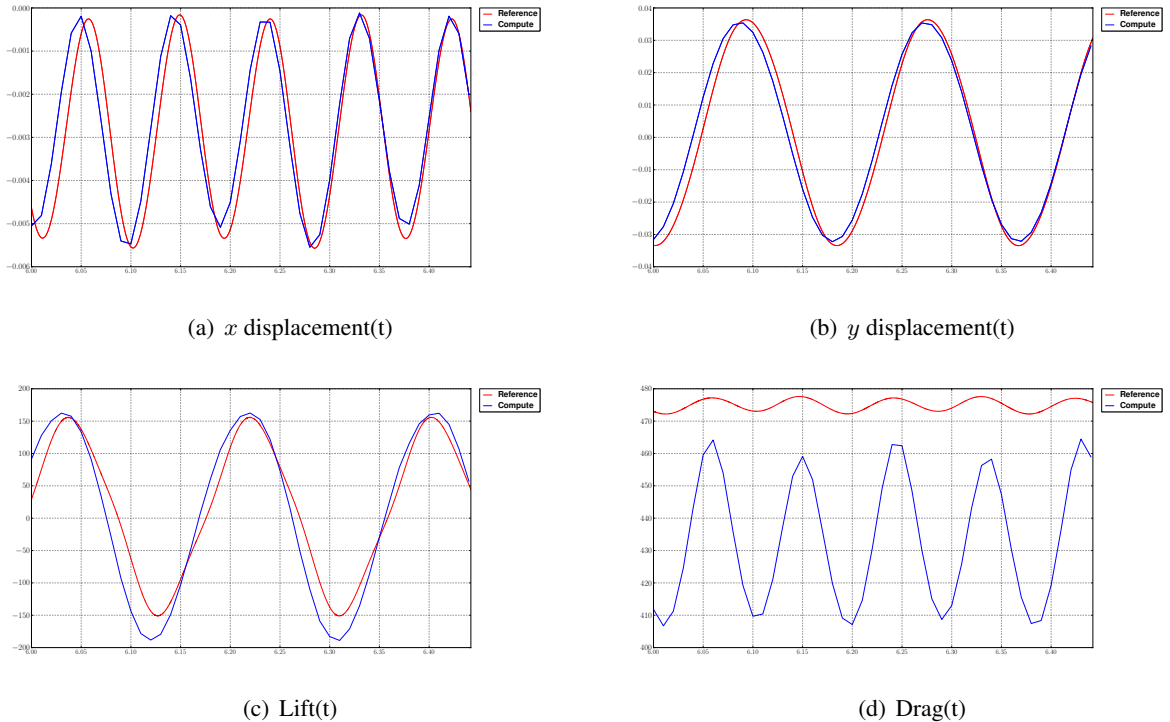 0.000
−0.001
−0.002
−0.003
−0.004
−0.005
−0.006
6.00 6.05 6.10 6.15 6.20 6.25 6.30 6.35 6.40
Reference
Compute
(a) x displacement(t)
0.04
0.03
0.02
0.01
0.00
−0.01
−0.02
−0.03
−0.04
6.00 6.05 6.10 6.15 6.20 6.25 6.30 6.35 6.40
Reference
Compute
(b) y displacement(t)
200
150
100
50
0
−50
−100
−150
−200
6.00 6.05 6.10 6.15 6.20 6.25 6.30 6.35 6.40
Reference
Compute
(c) Lift(t)
480
470
460
450
440
430
420
410
400
6.00 6.05 6.10 6.15 6.20 6.25 6.30 6.35 6.40
Reference
Compute
(d) Drag(t)